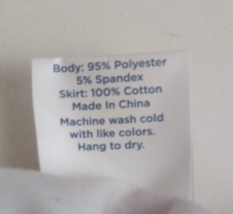 Body: 95% Polyester
5% Spandex
Skirt: 100% Cotton
Made In China
Machine wash cold
with like colors.
Hang to dry.